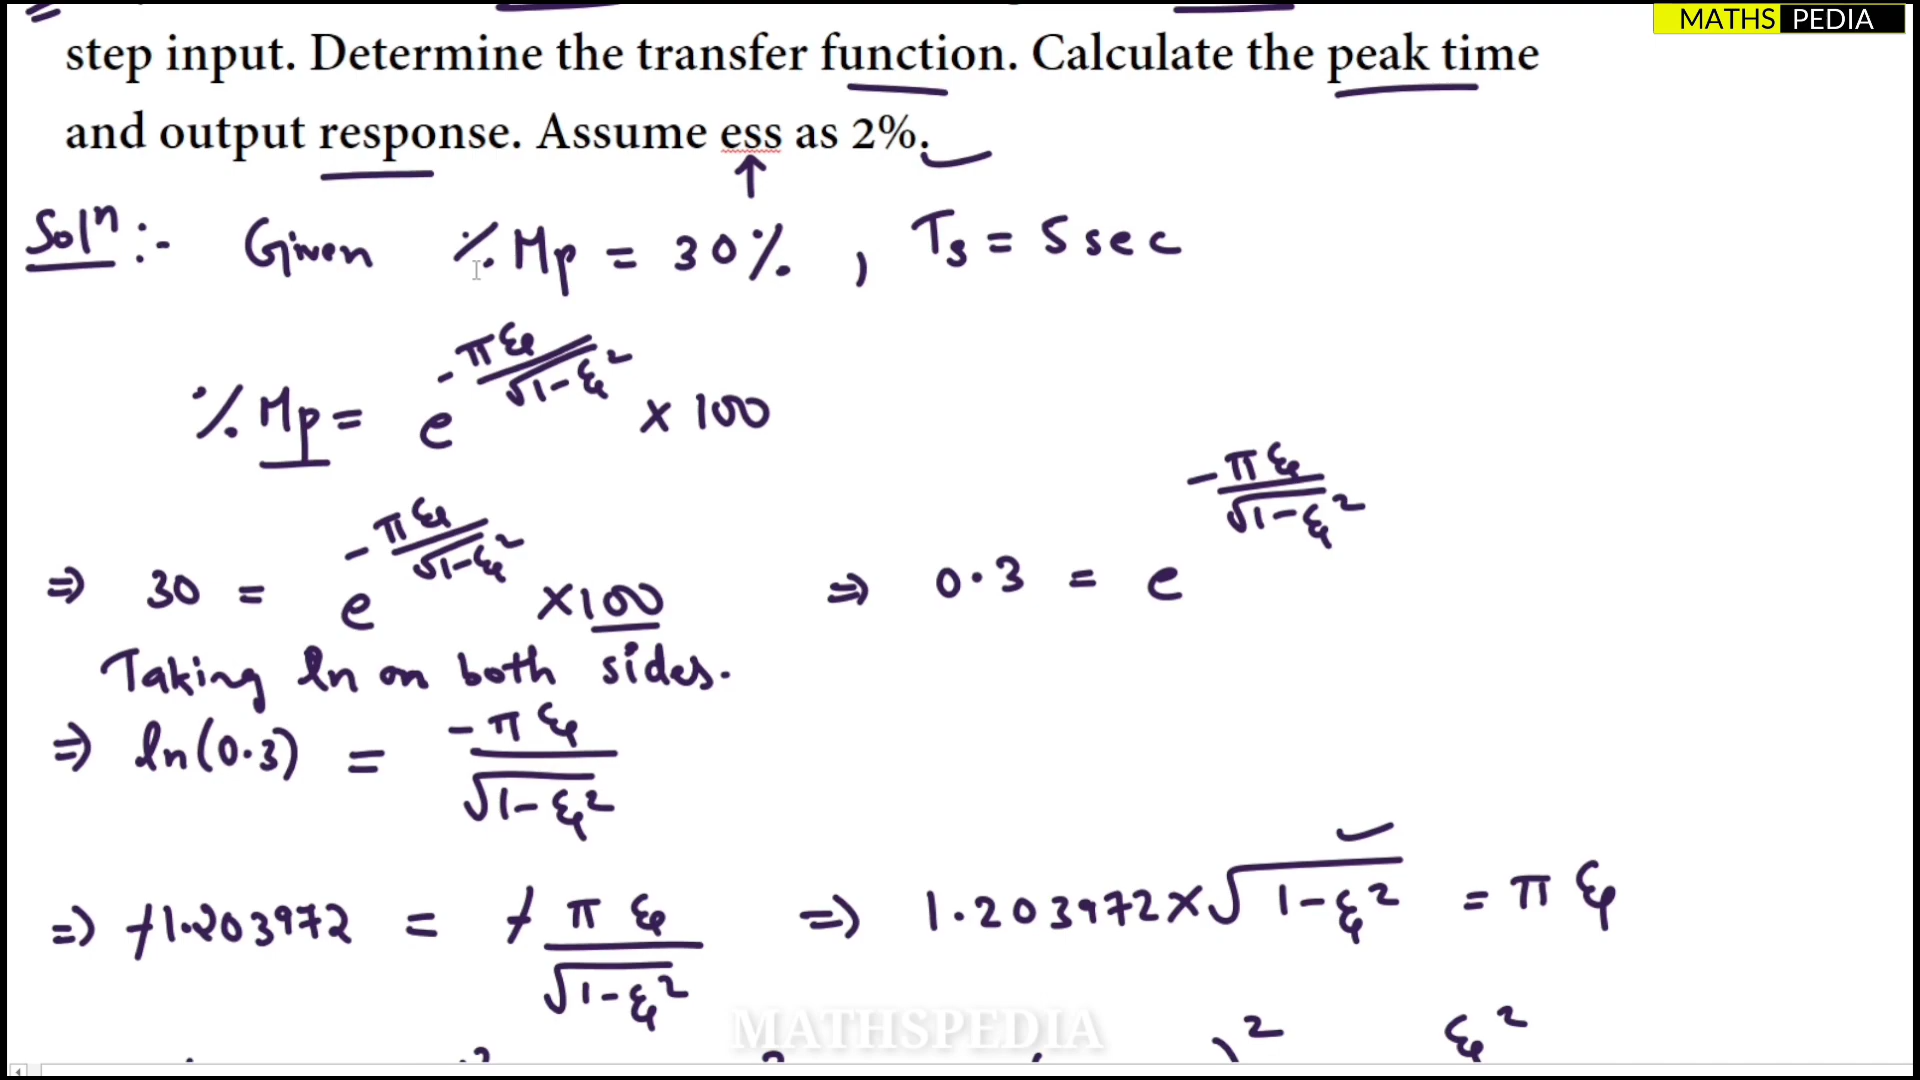 MATHS PEDIA
step input. Determine the transfer function. Calculate the peak time
and output response. Assume ess as 2%.
Solⁿ :- Given % Mp = 30% , Ts = 5 sec
% Mp = e^(-πξ/√(1-ξ²)) × 100
⇒ 30 = e^(-πξ/√(1-ξ²)) × 100 ⇒ 0.3 = e^(-πξ/√(1-ξ²))
Taking ln on both sides.
⇒ ln(0.3) = -πξ/√(1-ξ²)
⇒ -1.203972 = -πξ/√(1-ξ²) ⇒ 1.203972 × √(1-ξ²) = πξ
MATHSPEDIA